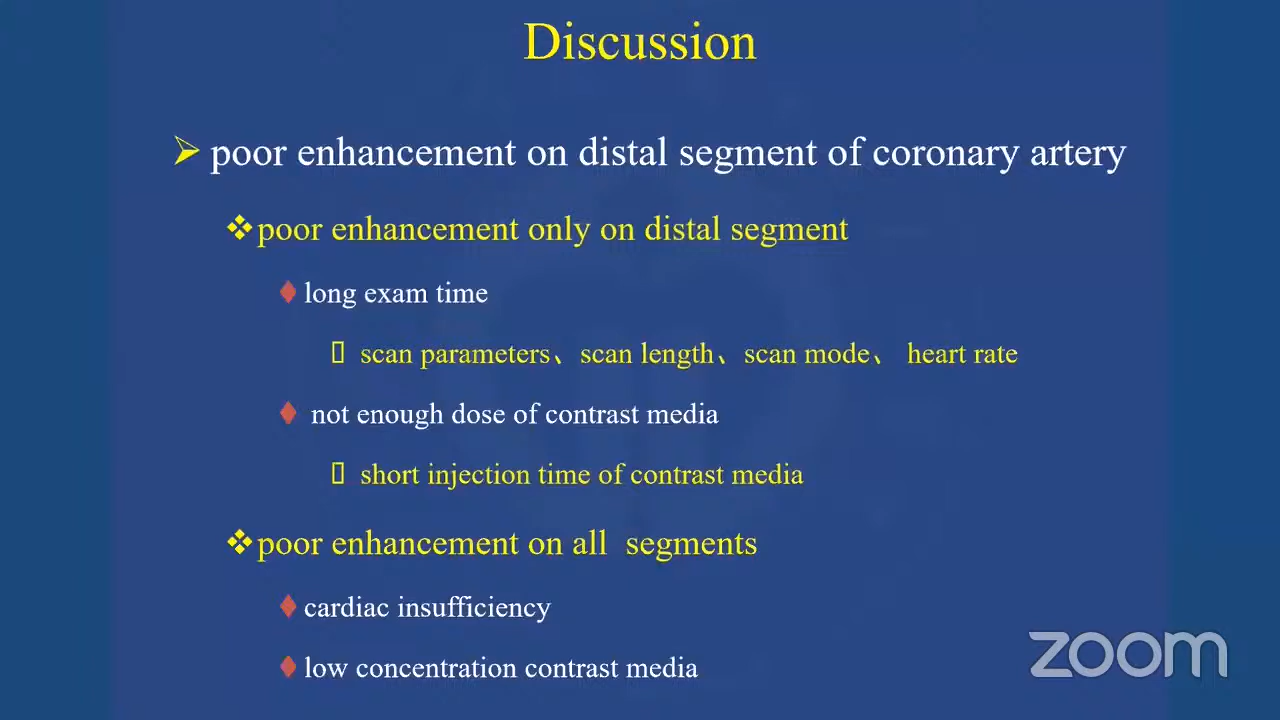 Discussion
poor enhancement on distal segment of coronary artery
poor enhancement only on distal segment
long exam time
scan parameters、scan length、scan mode、 heart rate
not enough dose of contrast media
short injection time of contrast media
poor enhancement on all segments
cardiac insufficiency
low concentration contrast media
zoom